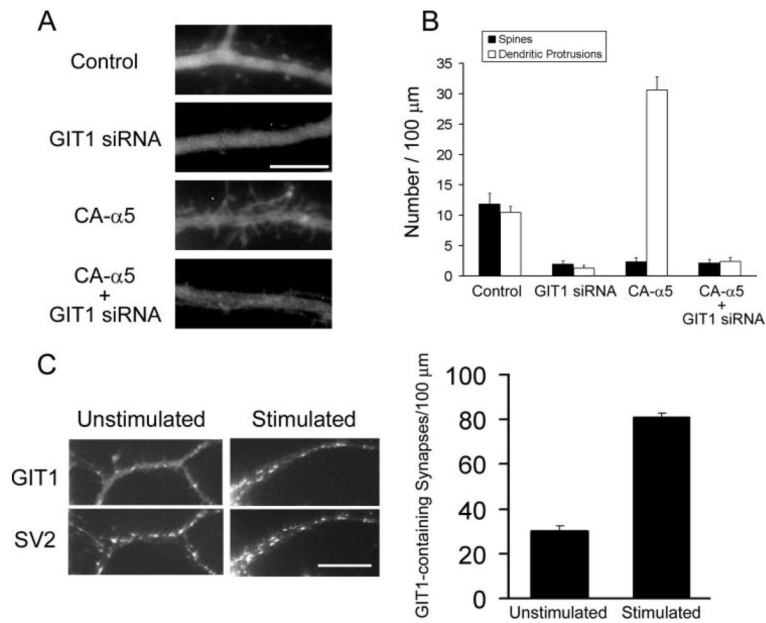 A
Control
GIT1 siRNA
CA-α5
CA-α5
+
GIT1 siRNA
B
Spines
Dendritic Protrusions
Number / 100 μm
35
30
25
20
15
10
5
0
Control
GIT1 siRNA
CA-α5
CA-α5
+
GIT1 siRNA
C
Unstimulated
Stimulated
GIT1
SV2
GIT1-containing Synapses/100 μm
100
80
60
40
20
0
Unstimulated
Stimulated